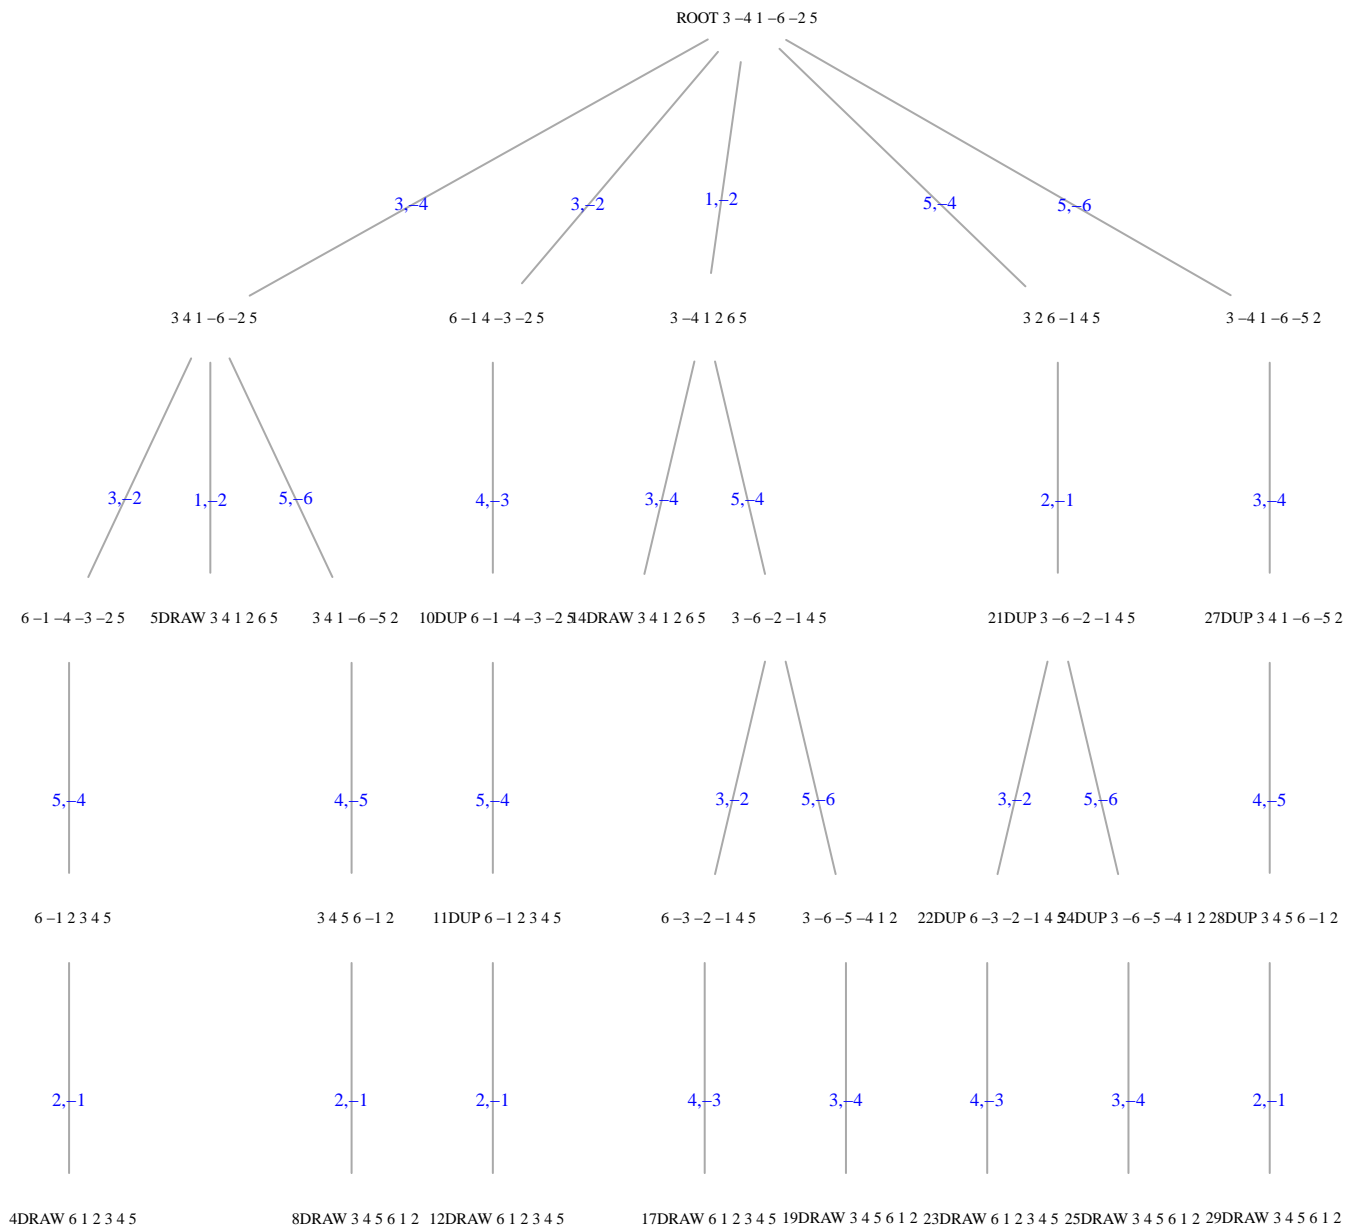 ROOT 3 –4 1 –6 –2 5
3,–4
3,–2
1,–2
5,–4
5,–6
3 4 1 –6 –2 5
6 –1 4 –3 –2 5
3 –4 1 2 6 5
3 2 6 –1 4 5
3 –4 1 –6 –5 2
3,–2
1,–2
5,–6
4,–3
3,–4
5,–4
2,–1
3,–4
6 –1 –4 –3 –2 5
5DRAW 3 4 1 2 6 5
3 4 1 –6 –5 2
10DUP 6 –1 –4 –3 –2 5
14DRAW 3 4 1 2 6 5
3 –6 –2 –1 4 5
21DUP 3 –6 –2 –1 4 5
27DUP 3 4 1 –6 –5 2
5,–4
4,–5
5,–4
3,–2
5,–6
3,–2
5,–6
4,–5
6 –1 2 3 4 5
3 4 5 6 –1 2
11DUP 6 –1 2 3 4 5
6 –3 –2 –1 4 5
3 –6 –5 –4 1 2
22DUP 6 –3 –2 –1 4 5
24DUP 3 –6 –5 –4 1 2
28DUP 3 4 5 6 –1 2
2,–1
2,–1
2,–1
4,–3
3,–4
4,–3
3,–4
2,–1
4DRAW 6 1 2 3 4 5
8DRAW 3 4 5 6 1 2
12DRAW 6 1 2 3 4 5
17DRAW 6 1 2 3 4 5
19DRAW 3 4 5 6 1 2
23DRAW 6 1 2 3 4 5
25DRAW 3 4 5 6 1 2
29DRAW 3 4 5 6 1 2